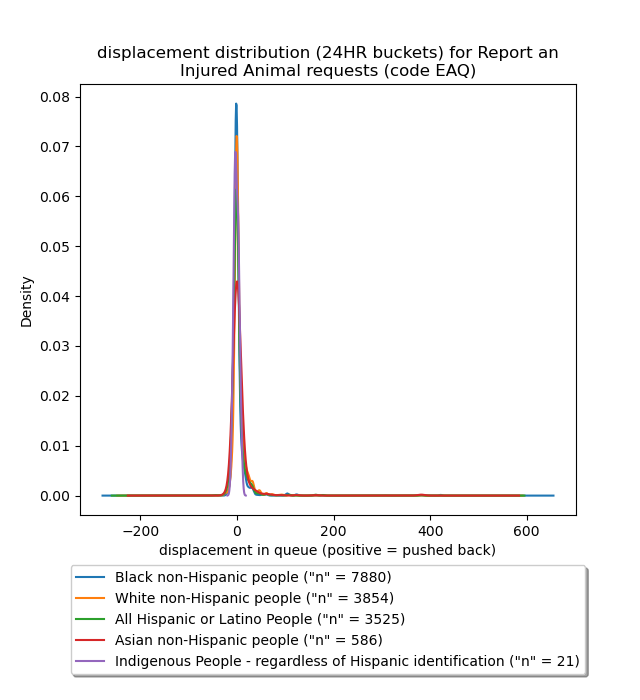 displacement distribution (24HR buckets) for Report an
Injured Animal requests (code EAQ)
0.08
0.07
0.06
0.05
0.04
0.03
0.02
0.01
0.00
Density
−200
0
200
400
600
displacement in queue (positive = pushed back)
Black non-Hispanic people ("n" = 7880)
White non-Hispanic people ("n" = 3854)
All Hispanic or Latino People ("n" = 3525)
Asian non-Hispanic people ("n" = 586)
Indigenous People - regardless of Hispanic identification ("n" = 21)